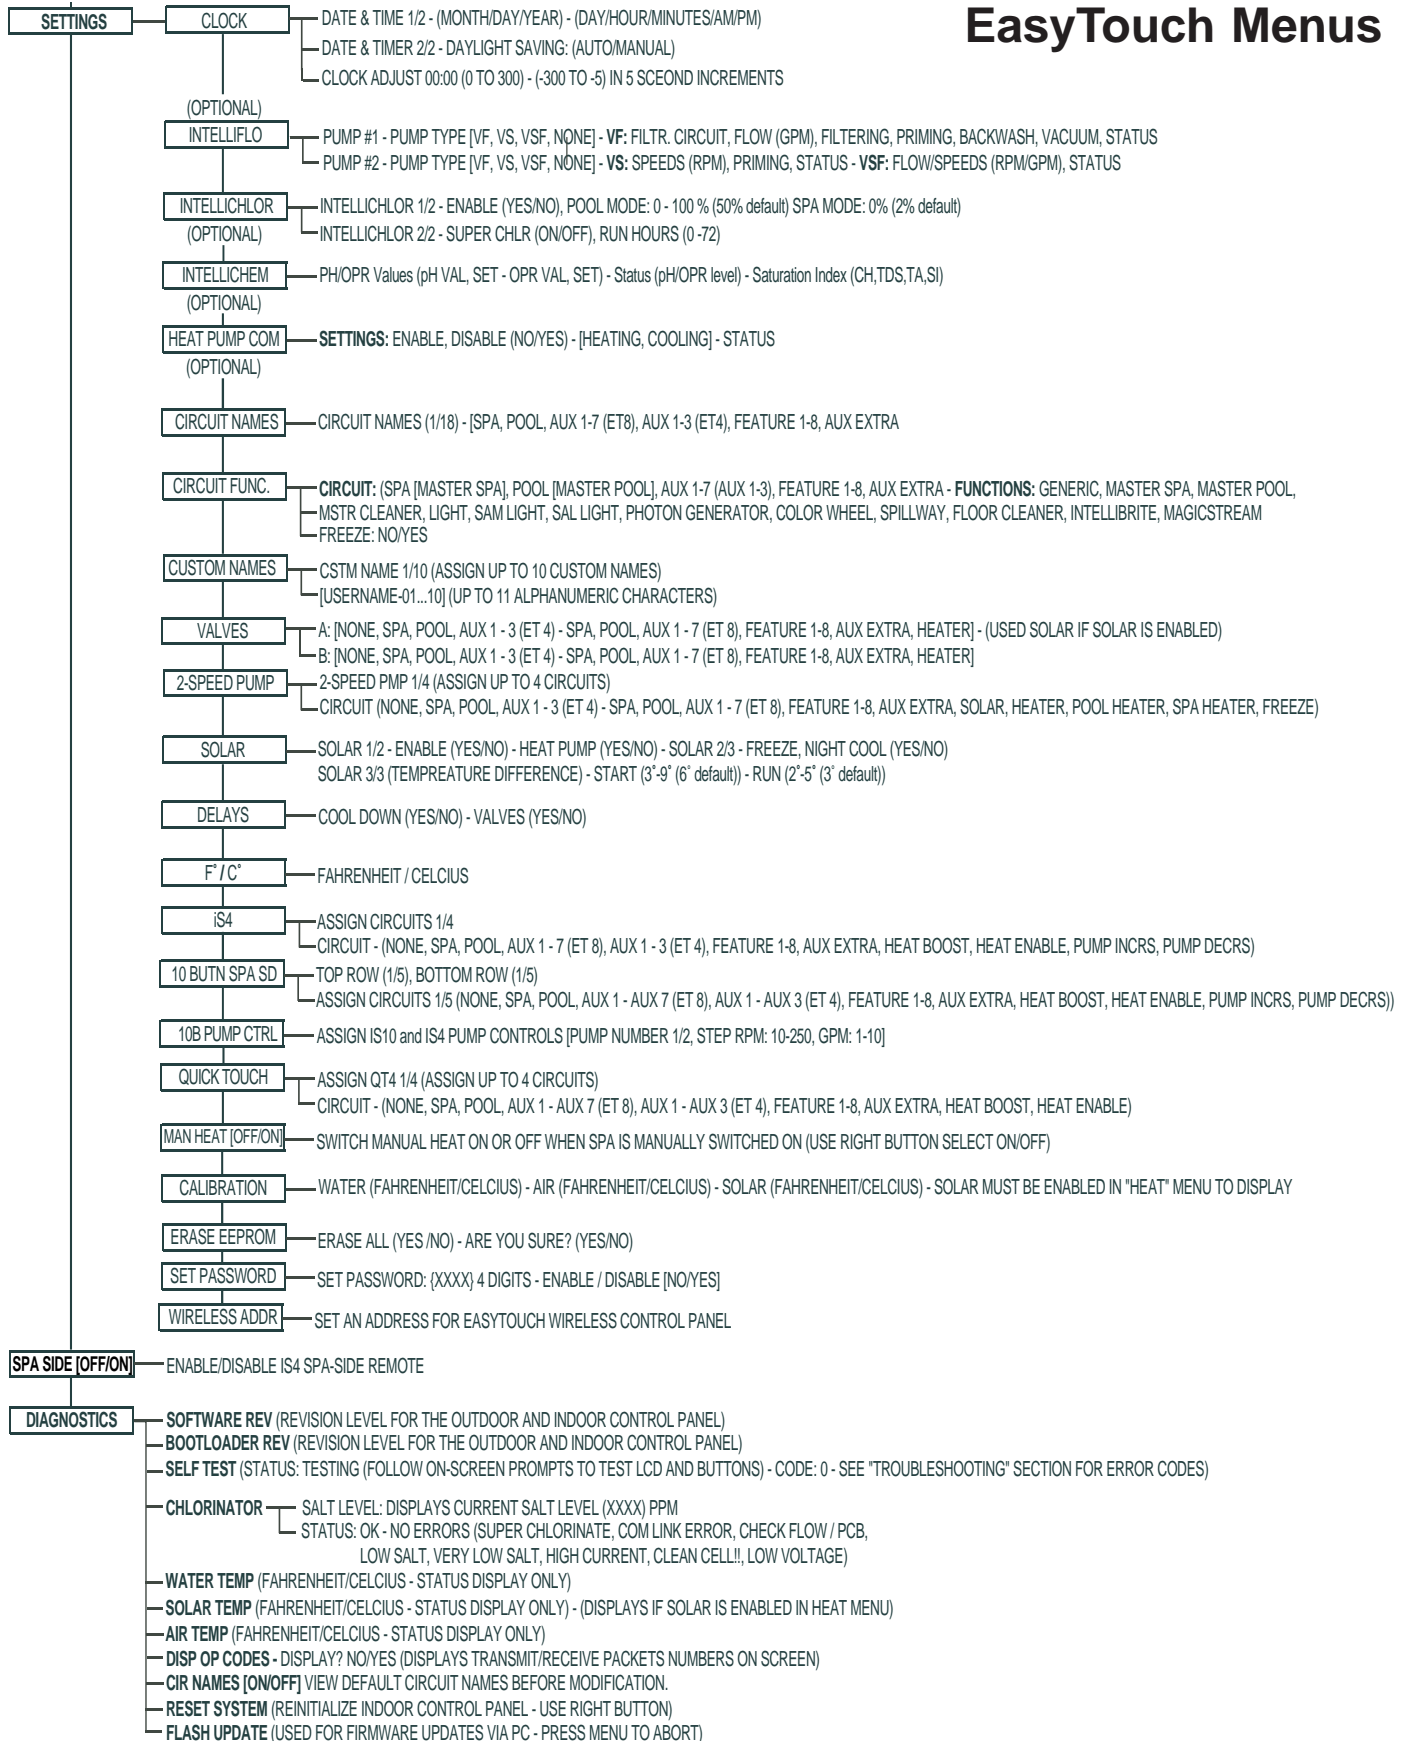 EasyTouch Menus
SETTINGS
CLOCK
DATE & TIME 1/2 - (MONTH/DAY/YEAR) - (DAY/HOUR/MINUTES/AM/PM)
DATE & TIMER 2/2 - DAYLIGHT SAVING: (AUTO/MANUAL)
CLOCK ADJUST 00:00 (0 TO 300) - (-300 TO -5) IN 5 SCEOND INCREMENTS
(OPTIONAL)
INTELLIFLO
PUMP #1 - PUMP TYPE [VF, VS, VSF, NONE] - VF: FILTR. CIRCUIT, FLOW (GPM), FILTERING, PRIMING, BACKWASH, VACUUM, STATUS
PUMP #2 - PUMP TYPE [VF, VS, VSF, NONE] - VS: SPEEDS (RPM), PRIMING, STATUS - VSF: FLOW/SPEEDS (RPM/GPM), STATUS
INTELLICHLOR
INTELLICHLOR 1/2 - ENABLE (YES/NO), POOL MODE: 0 - 100 % (50% default) SPA MODE: 0% (2% default)
(OPTIONAL)
INTELLICHLOR 2/2 - SUPER CHLR (ON/OFF), RUN HOURS (0 -72)
INTELLICHEM
PH/OPR Values (pH VAL, SET - OPR VAL, SET) - Status (pH/OPR level) - Saturation Index (CH,TDS,TA,SI)
(OPTIONAL)
HEAT PUMP COM
SETTINGS: ENABLE, DISABLE (NO/YES) - [HEATING, COOLING] - STATUS
(OPTIONAL)
CIRCUIT NAMES
CIRCUIT NAMES (1/18) - [SPA, POOL, AUX 1-7 (ET8), AUX 1-3 (ET4), FEATURE 1-8, AUX EXTRA
CIRCUIT FUNC.
CIRCUIT: (SPA [MASTER SPA], POOL [MASTER POOL], AUX 1-7 (AUX 1-3), FEATURE 1-8, AUX EXTRA - FUNCTIONS: GENERIC, MASTER SPA, MASTER POOL,
MSTR CLEANER, LIGHT, SAM LIGHT, SAL LIGHT, PHOTON GENERATOR, COLOR WHEEL, SPILLWAY, FLOOR CLEANER, INTELLIBRITE, MAGICSTREAM
FREEZE: NO/YES
CUSTOM NAMES
CSTM NAME 1/10 (ASSIGN UP TO 10 CUSTOM NAMES)
[USERNAME-01...10] (UP TO 11 ALPHANUMERIC CHARACTERS)
VALVES
A: [NONE, SPA, POOL, AUX 1 - 3 (ET 4) - SPA, POOL, AUX 1 - 7 (ET 8), FEATURE 1-8, AUX EXTRA, HEATER] - (USED SOLAR IF SOLAR IS ENABLED)
B: [NONE, SPA, POOL, AUX 1 - 3 (ET 4) - SPA, POOL, AUX 1 - 7 (ET 8), FEATURE 1-8, AUX EXTRA, HEATER]
2-SPEED PUMP
2-SPEED PMP 1/4 (ASSIGN UP TO 4 CIRCUITS)
CIRCUIT (NONE, SPA, POOL, AUX 1 - 3 (ET 4) - SPA, POOL, AUX 1 - 7 (ET 8), FEATURE 1-8, AUX EXTRA, SOLAR, HEATER, POOL HEATER, SPA HEATER, FREEZE)
SOLAR
SOLAR 1/2 - ENABLE (YES/NO) - HEAT PUMP (YES/NO) - SOLAR 2/3 - FREEZE, NIGHT COOL (YES/NO)
SOLAR 3/3 (TEMPREATURE DIFFERENCE) - START (3˚-9˚ (6˚ default)) - RUN (2˚-5˚ (3˚ default))
DELAYS
COOL DOWN (YES/NO) - VALVES (YES/NO)
F˚ / C˚
FAHRENHEIT / CELCIUS
iS4
ASSIGN CIRCUITS 1/4
CIRCUIT - (NONE, SPA, POOL, AUX 1 - 7 (ET 8), AUX 1 - 3 (ET 4), FEATURE 1-8, AUX EXTRA, HEAT BOOST, HEAT ENABLE, PUMP INCRS, PUMP DECRS)
10 BUTN SPA SD
TOP ROW (1/5), BOTTOM ROW (1/5)
ASSIGN CIRCUITS 1/5 (NONE, SPA, POOL, AUX 1 - AUX 7 (ET 8), AUX 1 - AUX 3 (ET 4), FEATURE 1-8, AUX EXTRA, HEAT BOOST, HEAT ENABLE, PUMP INCRS, PUMP DECRS))
10B PUMP CTRL
ASSIGN IS10 and IS4 PUMP CONTROLS [PUMP NUMBER 1/2, STEP RPM: 10-250, GPM: 1-10]
QUICK TOUCH
ASSIGN QT4 1/4 (ASSIGN UP TO 4 CIRCUITS)
CIRCUIT - (NONE, SPA, POOL, AUX 1 - AUX 7 (ET 8), AUX 1 - AUX 3 (ET 4), FEATURE 1-8, AUX EXTRA, HEAT BOOST, HEAT ENABLE)
MAN HEAT [OFF/ON]
SWITCH MANUAL HEAT ON OR OFF WHEN SPA IS MANUALLY SWITCHED ON (USE RIGHT BUTTON SELECT ON/OFF)
CALIBRATION
WATER (FAHRENHEIT/CELCIUS) - AIR (FAHRENHEIT/CELCIUS) - SOLAR (FAHRENHEIT/CELCIUS) - SOLAR MUST BE ENABLED IN "HEAT" MENU TO DISPLAY
ERASE EEPROM
ERASE ALL (YES /NO) - ARE YOU SURE? (YES/NO)
SET PASSWORD
SET PASSWORD: {XXXX} 4 DIGITS - ENABLE / DISABLE [NO/YES]
WIRELESS ADDR
SET AN ADDRESS FOR EASYTOUCH WIRELESS CONTROL PANEL
SPA SIDE [OFF/ON]
ENABLE/DISABLE IS4 SPA-SIDE REMOTE
DIAGNOSTICS
SOFTWARE REV (REVISION LEVEL FOR THE OUTDOOR AND INDOOR CONTROL PANEL)
BOOTLOADER REV (REVISION LEVEL FOR THE OUTDOOR AND INDOOR CONTROL PANEL)
SELF TEST (STATUS: TESTING (FOLLOW ON-SCREEN PROMPTS TO TEST LCD AND BUTTONS) - CODE: 0 - SEE "TROUBLESHOOTING" SECTION FOR ERROR CODES)
CHLORINATOR
SALT LEVEL: DISPLAYS CURRENT SALT LEVEL (XXXX) PPM
STATUS: OK - NO ERRORS (SUPER CHLORINATE, COM LINK ERROR, CHECK FLOW / PCB,
LOW SALT, VERY LOW SALT, HIGH CURRENT, CLEAN CELL!!, LOW VOLTAGE)
WATER TEMP (FAHRENHEIT/CELCIUS - STATUS DISPLAY ONLY)
SOLAR TEMP (FAHRENHEIT/CELCIUS - STATUS DISPLAY ONLY) - (DISPLAYS IF SOLAR IS ENABLED IN HEAT MENU)
AIR TEMP (FAHRENHEIT/CELCIUS - STATUS DISPLAY ONLY)
DISP OP CODES - DISPLAY? NO/YES (DISPLAYS TRANSMIT/RECEIVE PACKETS NUMBERS ON SCREEN)
CIR NAMES [ON/OFF] VIEW DEFAULT CIRCUIT NAMES BEFORE MODIFICATION.
RESET SYSTEM (REINITIALIZE INDOOR CONTROL PANEL - USE RIGHT BUTTON)
FLASH UPDATE (USED FOR FIRMWARE UPDATES VIA PC - PRESS MENU TO ABORT)